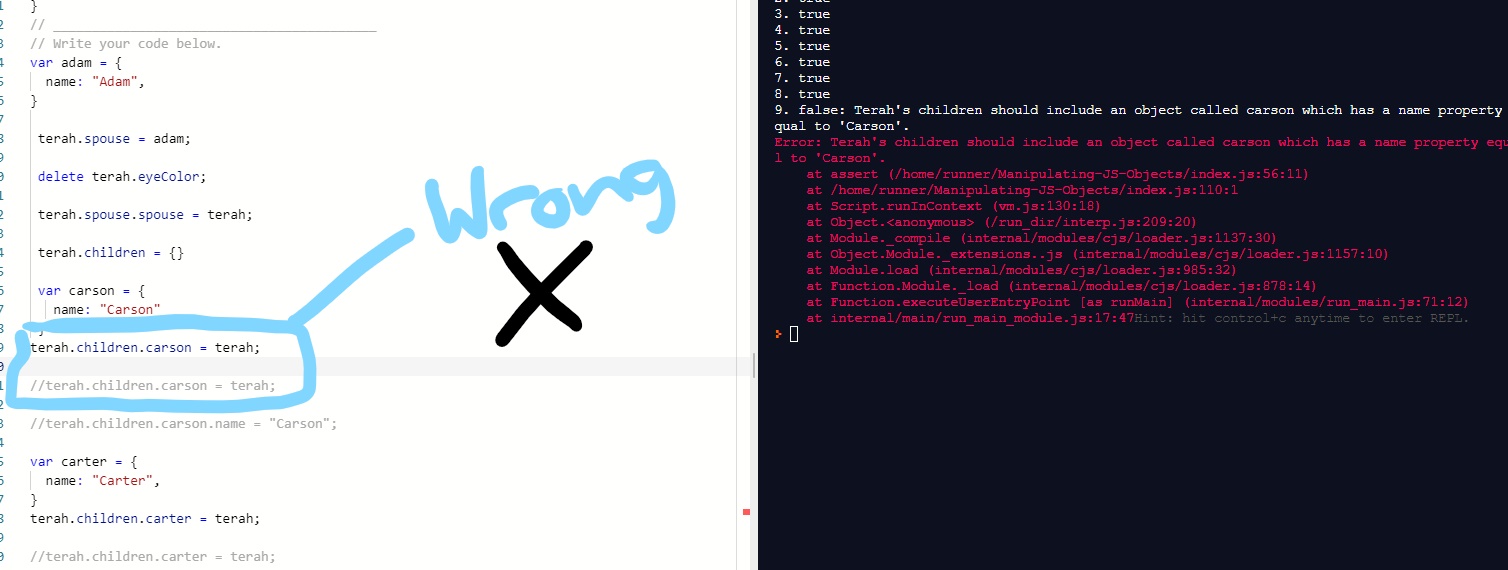 }
// ________________________________________
// Write your code below.
var adam = {
name: "Adam",
}
terah.spouse = adam;
delete terah.eyeColor;
terah.spouse.spouse = terah;
terah.children = {}
var carson = {
name: "Carson"
terah.children.carson = terah;
//terah.children.carson = terah;
//terah.children.carson.name = "Carson";
var carter = {
name: "Carter",
}
terah.children.carter = terah;
//terah.children.carter = terah;
Wrong
3. true
4. true
5. true
6. true
7. true
8. true
9. false: Terah's children should include an object called carson which has a name property
qual to 'Carson'.
Error: Terah's children should include an object called carson which has a name property equ
l to 'Carson'.
at assert (/home/runner/Manipulating-JS-Objects/index.js:56:11)
at /home/runner/Manipulating-JS-Objects/index.js:110:1
at Script.runInContext (vm.js:130:18)
at Object.<anonymous> (/run_dir/interp.js:209:20)
at Module._compile (internal/modules/cjs/loader.js:1137:30)
at Object.Module._extensions..js (internal/modules/cjs/loader.js:1157:10)
at Module.load (internal/modules/cjs/loader.js:985:32)
at Function.Module._load (internal/modules/cjs/loader.js:878:14)
at Function.executeUserEntryPoint [as runMain] (internal/modules/run_main.js:71:12)
at internal/main/run_main_module.js:17:47Hint: hit control+c anytime to enter REPL.
>